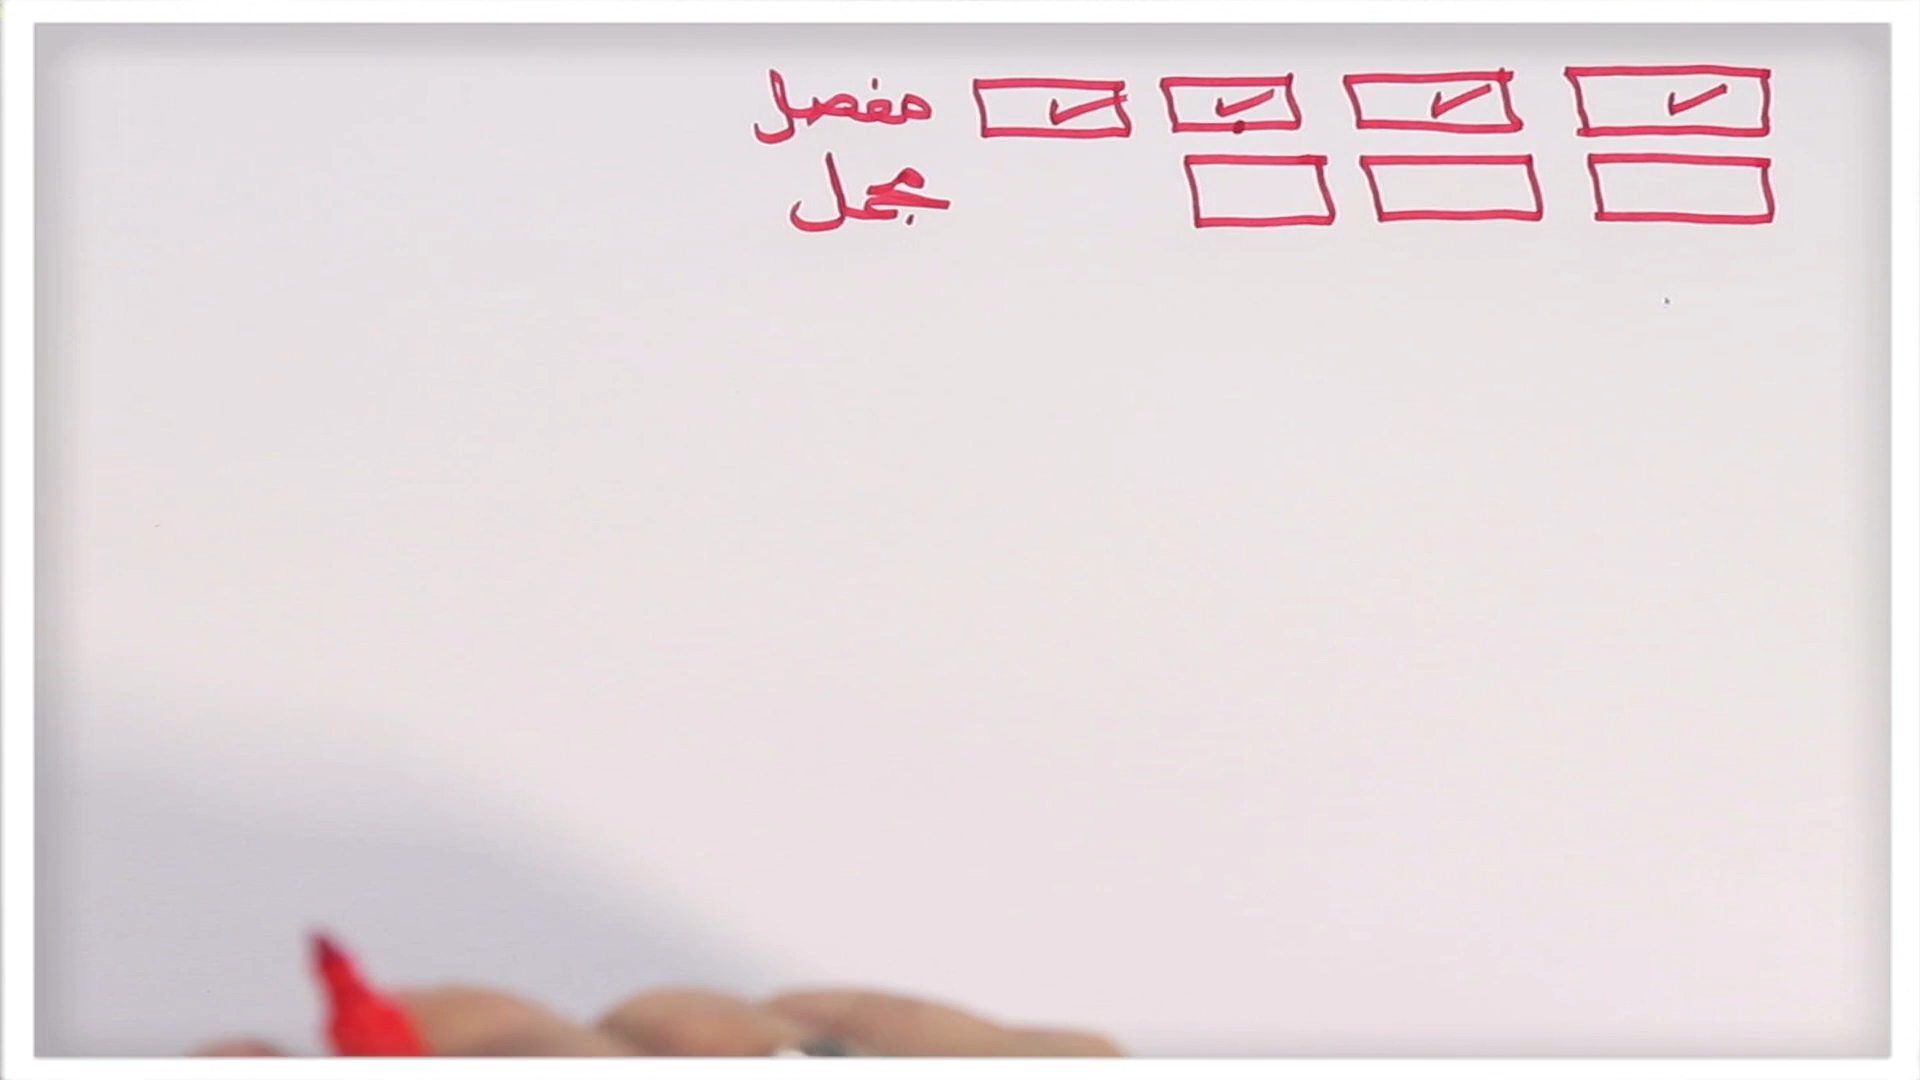 ✓ ✓ ✓ ✓ مفصل
مجمل